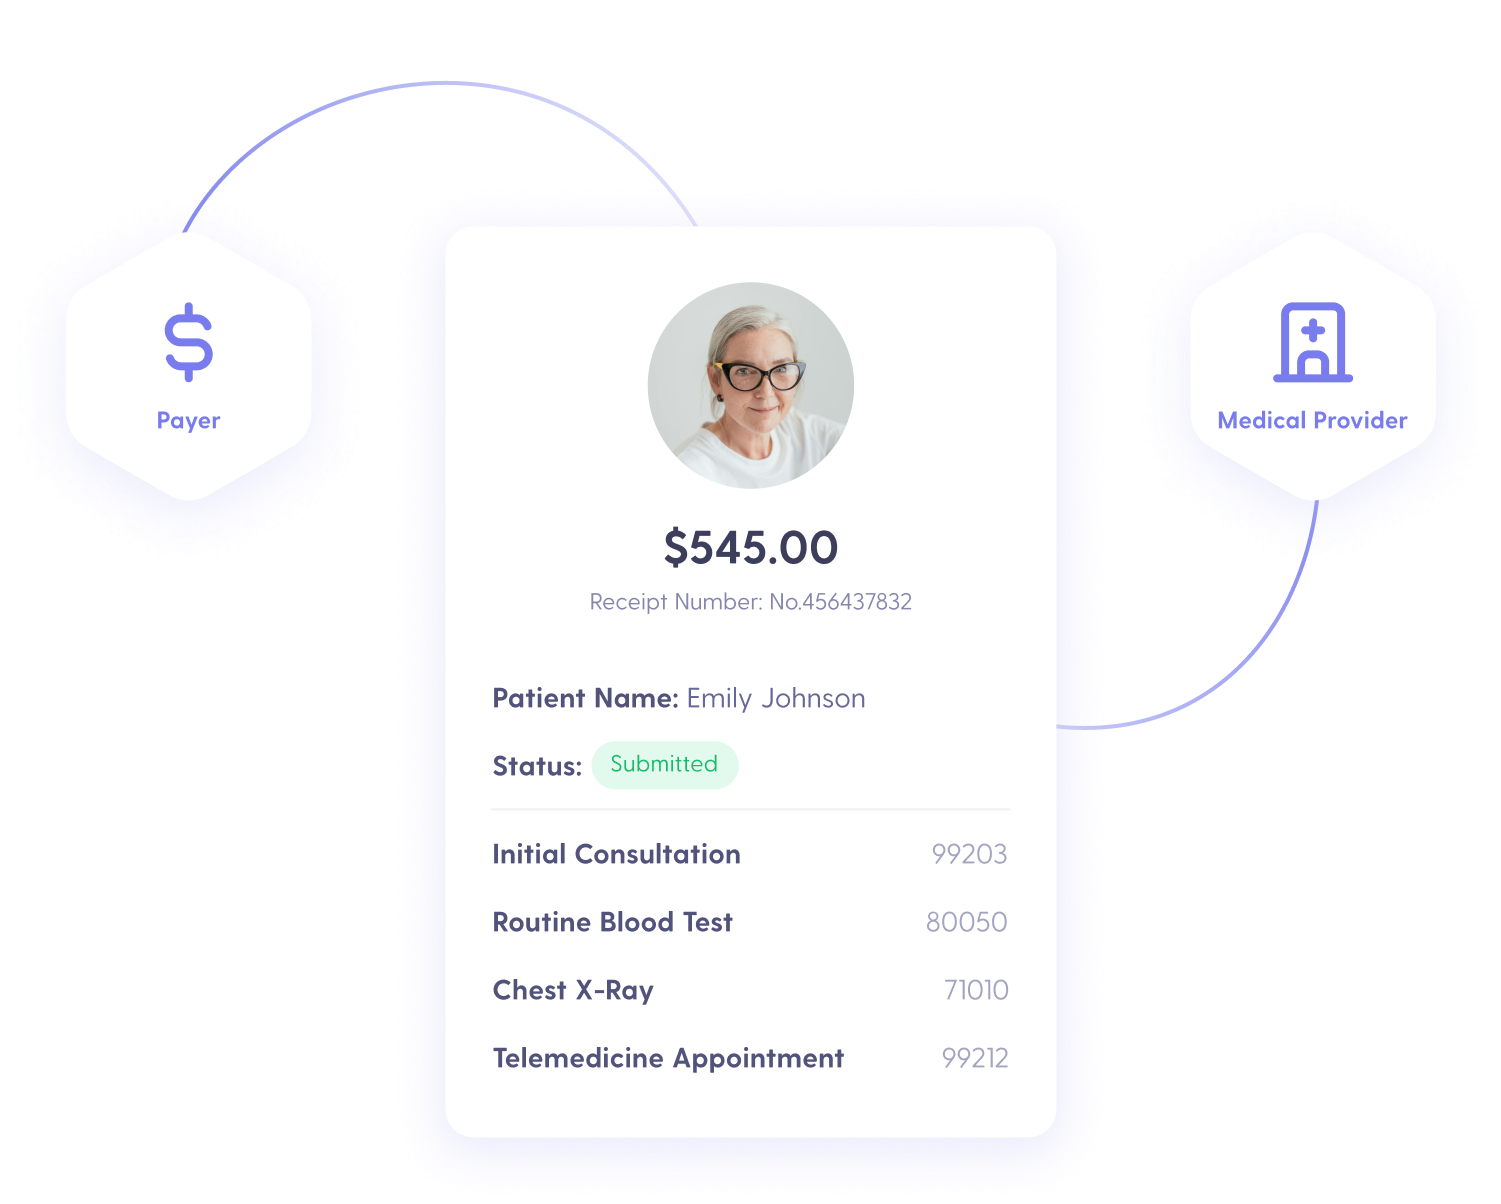 Payer
Medical Provider
$545.00
Receipt Number: No.456437832
Patient Name: Emily Johnson
Status: Submitted
Initial Consultation 99203
Routine Blood Test 80050
Chest X-Ray 71010
Telemedicine Appointment 99212